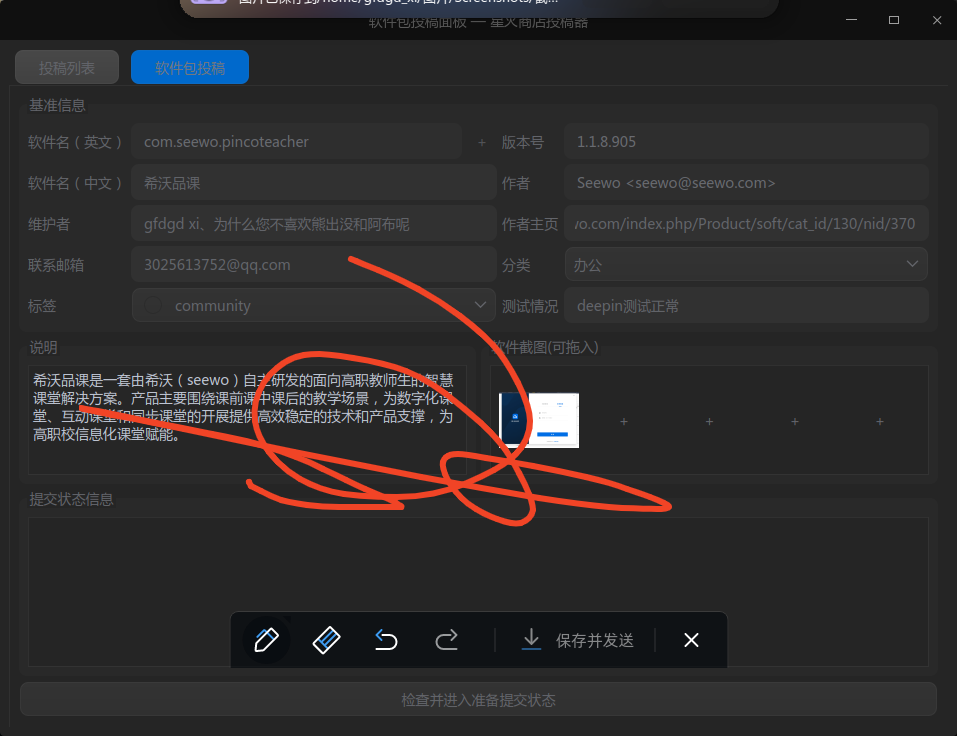 图片已保存到/home/gfdgd_xi/图片/Screenshots/截...
软件包投稿面板 — 星火商店投稿器
投稿列表
软件包投稿
基准信息
软件名（英文）
com.seewo.pincoteacher
+
版本号
1.1.8.905
软件名（中文）
希沃品课
作者
Seewo <seewo@seewo.com>
维护者
gfdgd xi、为什么您不喜欢熊出没和阿布呢
作者主页
vo.com/index.php/Product/soft/cat_id/130/nid/370
联系邮箱
3025613752@qq.com
分类
办公
标签
community
测试情况
deepin测试正常
说明
软件截图(可拖入)
希沃品课是一套由希沃（seewo）自主研发的面向高职教师生的智慧
课堂解决方案。产品主要围绕课前课中课后的教学场景，为数字化课
堂、互动课堂和同步课堂的开展提供高效稳定的技术和产品支撑，为
高职校信息化课堂赋能。
+
+
+
+
提交状态信息
保存并发送
检查并进入准备提交状态